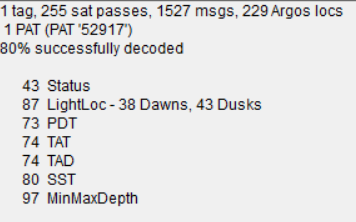 1 tag, 255 sat passes, 1527 msgs, 229 Argos locs
1 PAT (PAT '52917')
80% successfully decoded
43 Status
87 LightLoc - 38 Dawns, 43 Dusks
73 PDT
74 TAT
74 TAD
80 SST
97 MinMaxDepth